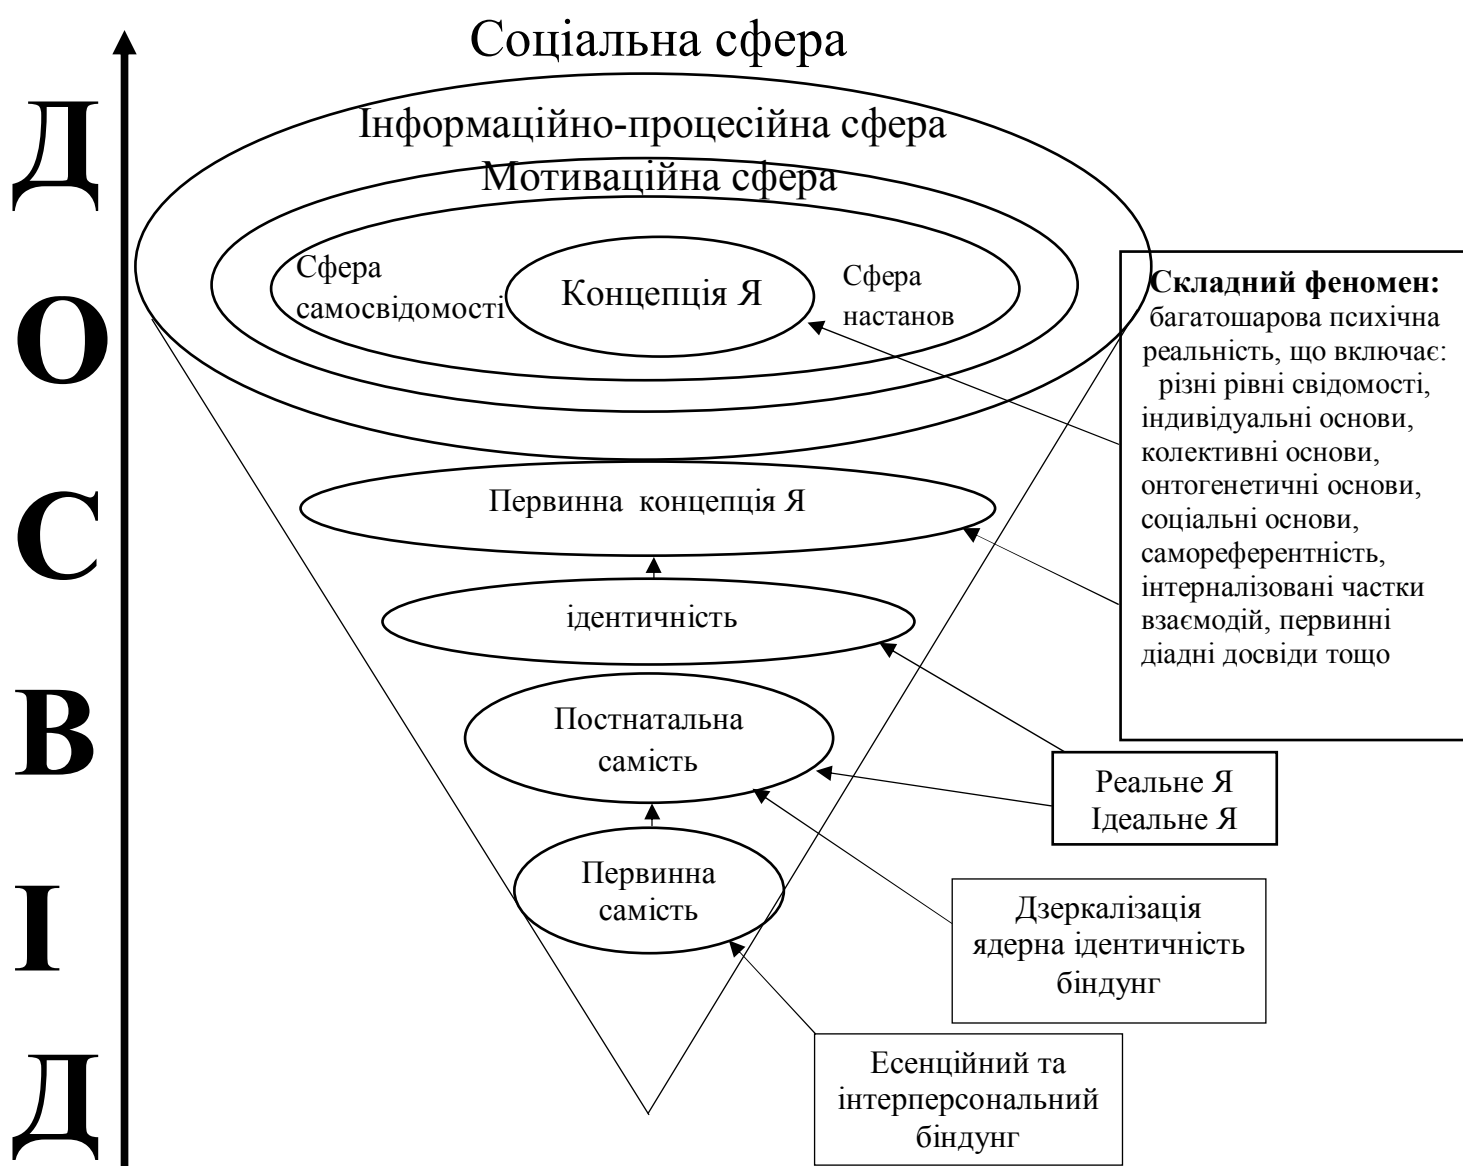 Д
О
С
В
І
Д
Соціальна сфера
Інформаційно-процесійна сфера
Мотиваційна сфера
Сфера
самосвідомості
Концепція Я
Сфера
настанов
Складний феномен:
багатошарова психічна
реальність, що включає:
різні рівні свідомості,
індивідуальні основи,
колективні основи,
онтогенетичні основи,
соціальні основи,
самореферентність,
інтерналізовані частки
взаємодій, первинні
діадні досвіди тощо
Первинна концепція Я
ідентичність
Постнатальна
самість
Реальне Я
Ідеальне Я
Первинна
самість
Дзеркалізація
ядерна ідентичність
біндунг
Есенційний та
інтерперсональний
біндунг